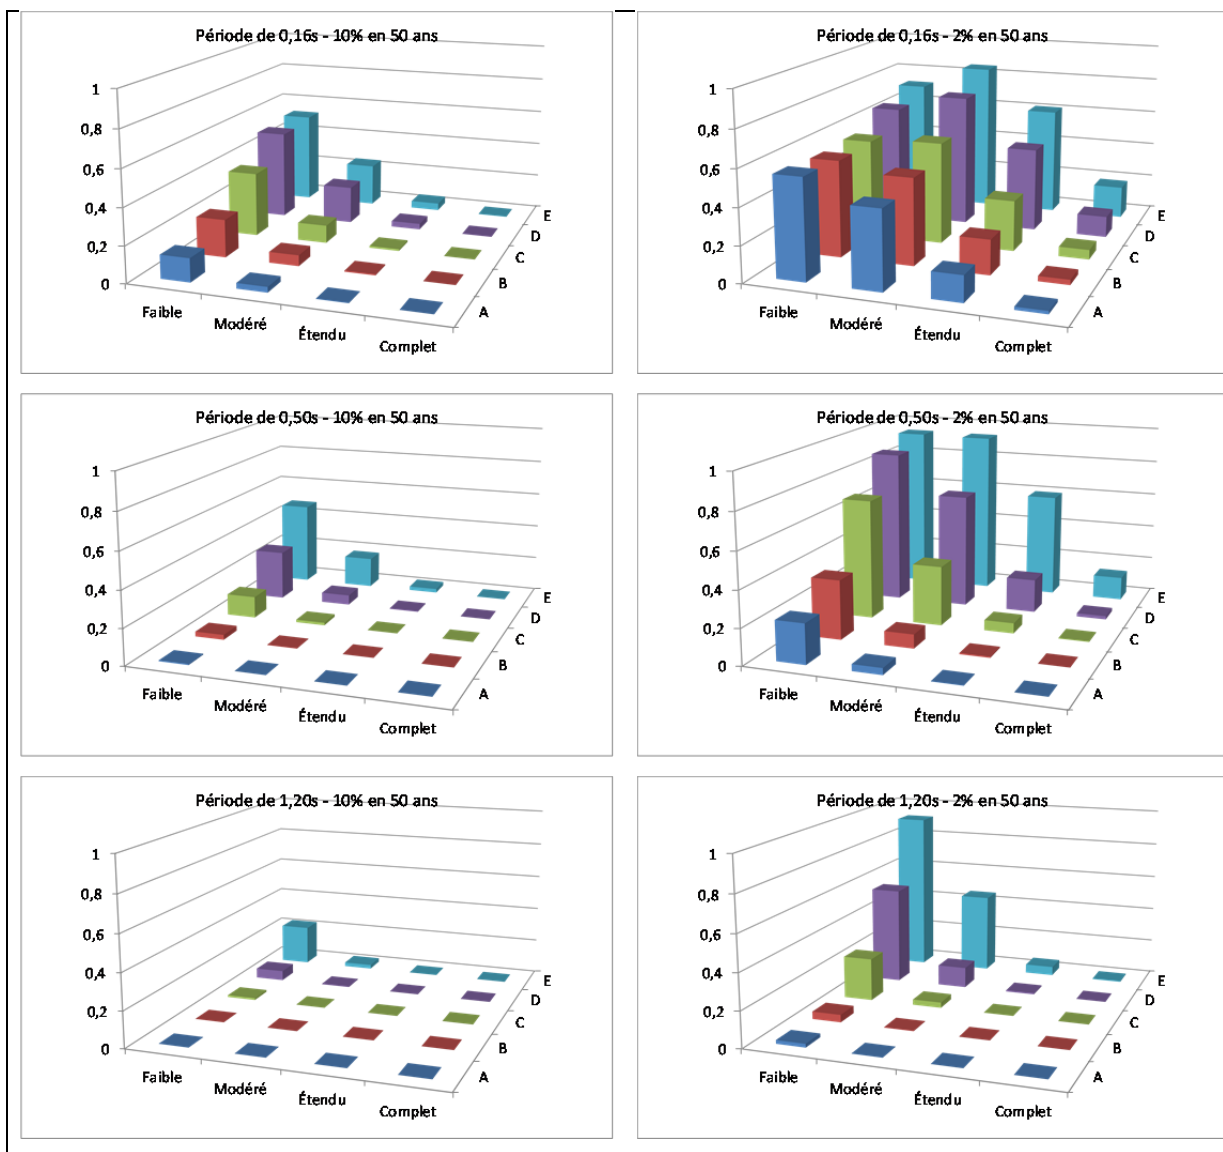 Période de 0,16s - 10% en 50 ans
1
0,8
0,6
0,4
0,2
0
Faible
Modéré
Étendu
Complet
A
B
C
D
E
Période de 0,16s - 2% en 50 ans
1
0,8
0,6
0,4
0,2
0
Faible
Modéré
Étendu
Complet
A
B
C
D
E
Période de 0,50s - 10% en 50 ans
1
0,8
0,6
0,4
0,2
0
Faible
Modéré
Étendu
Complet
A
B
C
D
E
Période de 0,50s - 2% en 50 ans
1
0,8
0,6
0,4
0,2
0
Faible
Modéré
Étendu
Complet
A
B
C
D
E
Période de 1,20s - 10% en 50 ans
1
0,8
0,6
0,4
0,2
0
Faible
Modéré
Étendu
Complet
A
B
C
D
E
Période de 1,20s - 2% en 50 ans
1
0,8
0,6
0,4
0,2
0
Faible
Modéré
Étendu
Complet
A
B
C
D
E